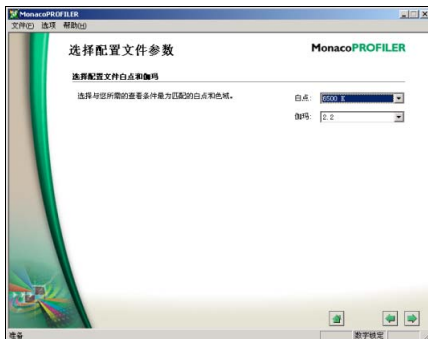 MonacoPROFILER
文件(F) 选项 帮助(H)
选择配置文件参数
MonacoPROFILER
选择配置文件白点和伽玛
选择与您所需的查看条件最为匹配的白点和色域。
白点: 6500 K
伽玛: 2.2
准备
数字锁定